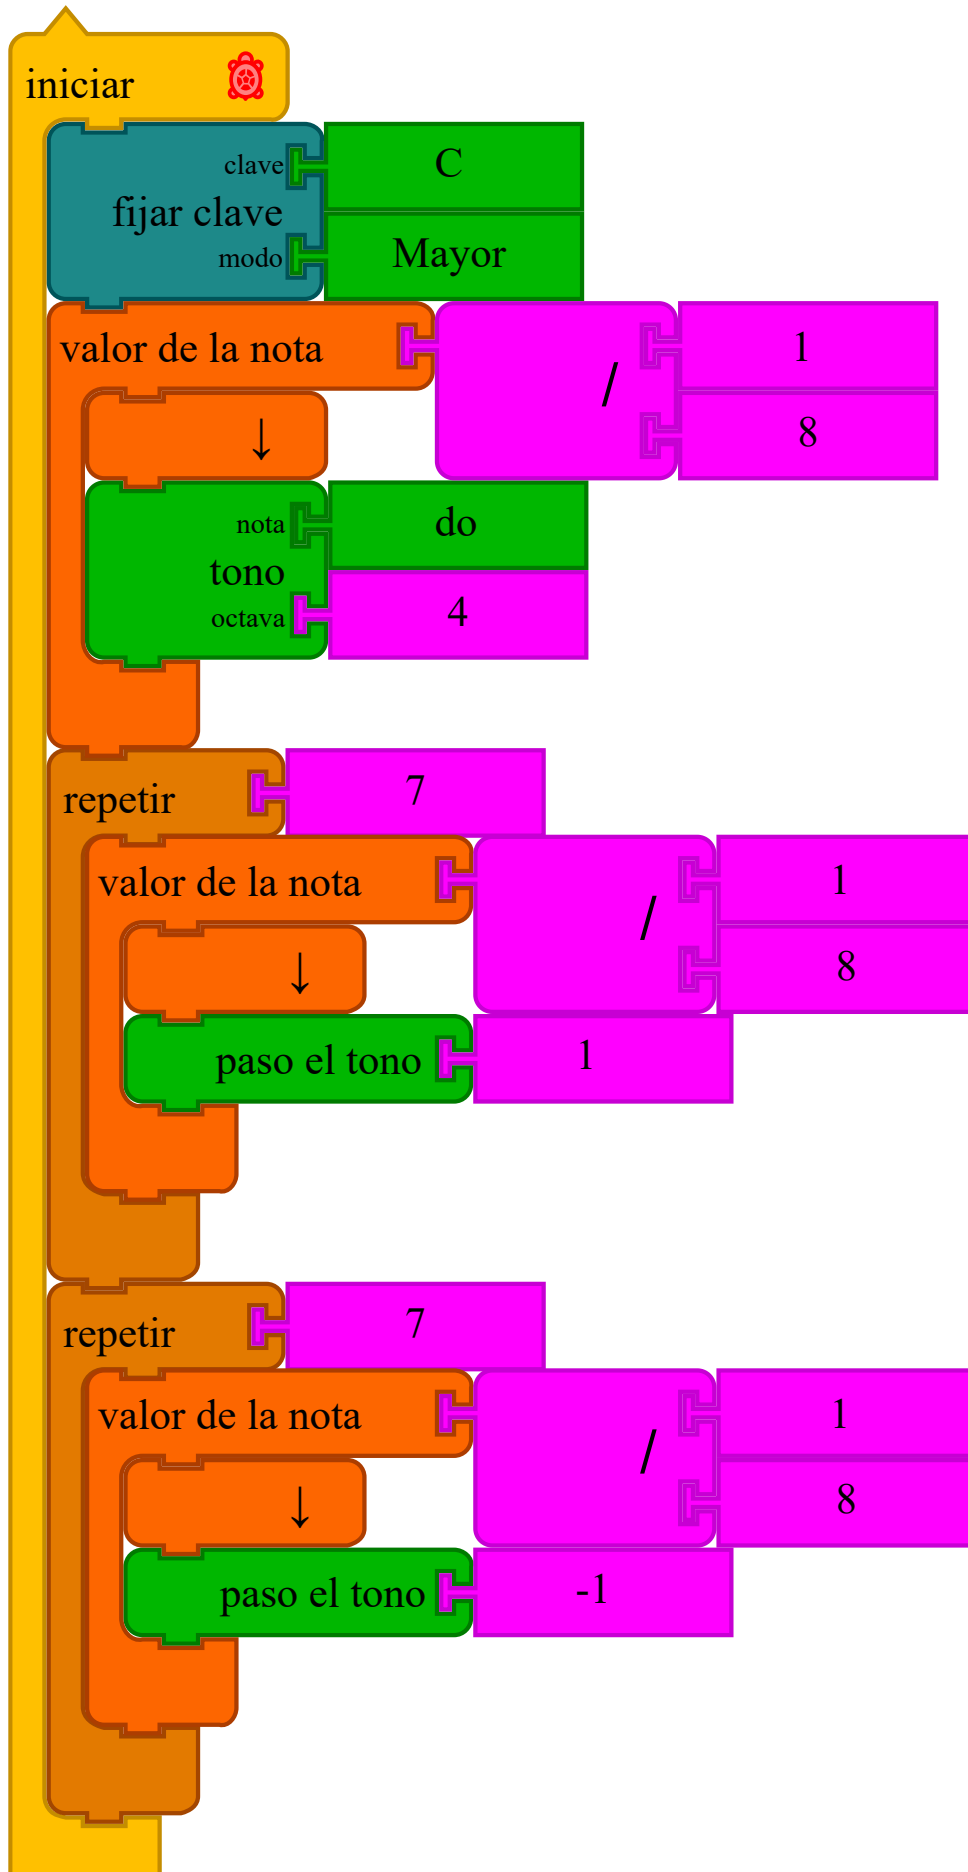 iniciar
clave
C
fijar clave
modo
Mayor
valor de la nota
/
1
8
↓
nota
do
tono
octava
4
repetir
7
valor de la nota
/
1
8
↓
paso el tono
1
repetir
7
valor de la nota
/
1
8
↓
paso el tono
-1